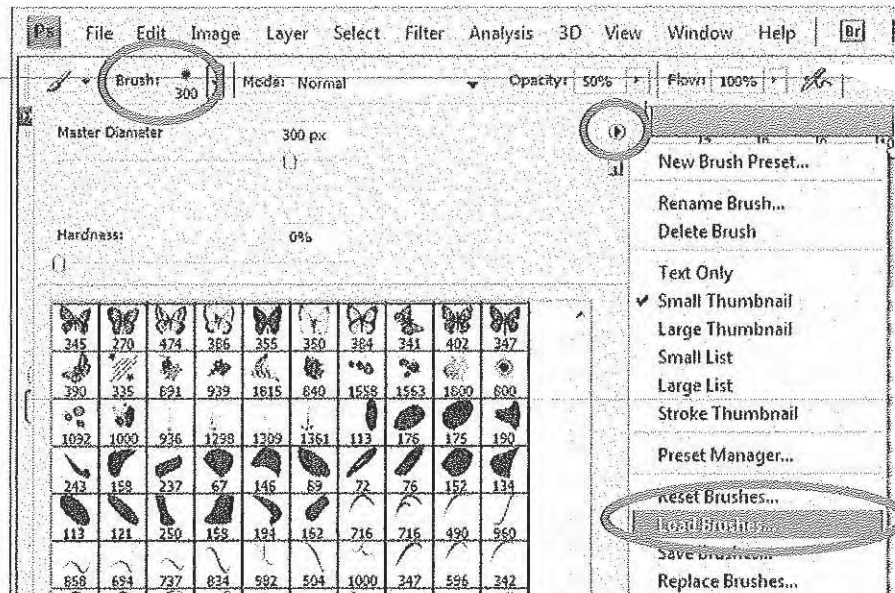 Ps File Edit Image Layer Select Filter Analysis 3D View Window Help Br
Brush: 300 Mode: Normal Opacity: 50% Flow: 100%
Master Diameter 300 px
Hardness: 0%
345 270 474 386 355 350 384 341 402 347
390 335 891 939 1815 840 1558 1563 1800 800
1092 1000 936 1298 1309 1361 113 176 175 190
243 159 237 67 146 89 72 76 152 134
113 121 250 158 194 162 716 716 490 960
858 694 737 834 982 504 1000 347 596 342
New Brush Preset...
Rename Brush...
Delete Brush
Text Only
Small Thumbnail
Large Thumbnail
Small List
Large List
Stroke Thumbnail
Preset Manager...
Reset Brushes...
Load Brushes...
Save Brushes...
Replace Brushes...